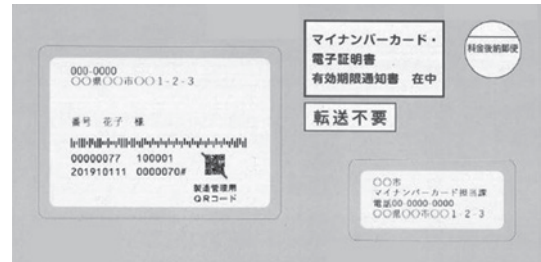 000-0000
〇〇県〇〇市〇〇1-2-3
番号 花子 様
00000077 100001
201910111 0000070#
製造管理用
QRコード
マイナンバーカード・
電子証明書
有効期限通知書 在中
料金後納郵便
転送不要
〇〇市
マイナンバーカード担当課
電話00-0000-0000
〇〇県〇〇市〇〇1-2-3